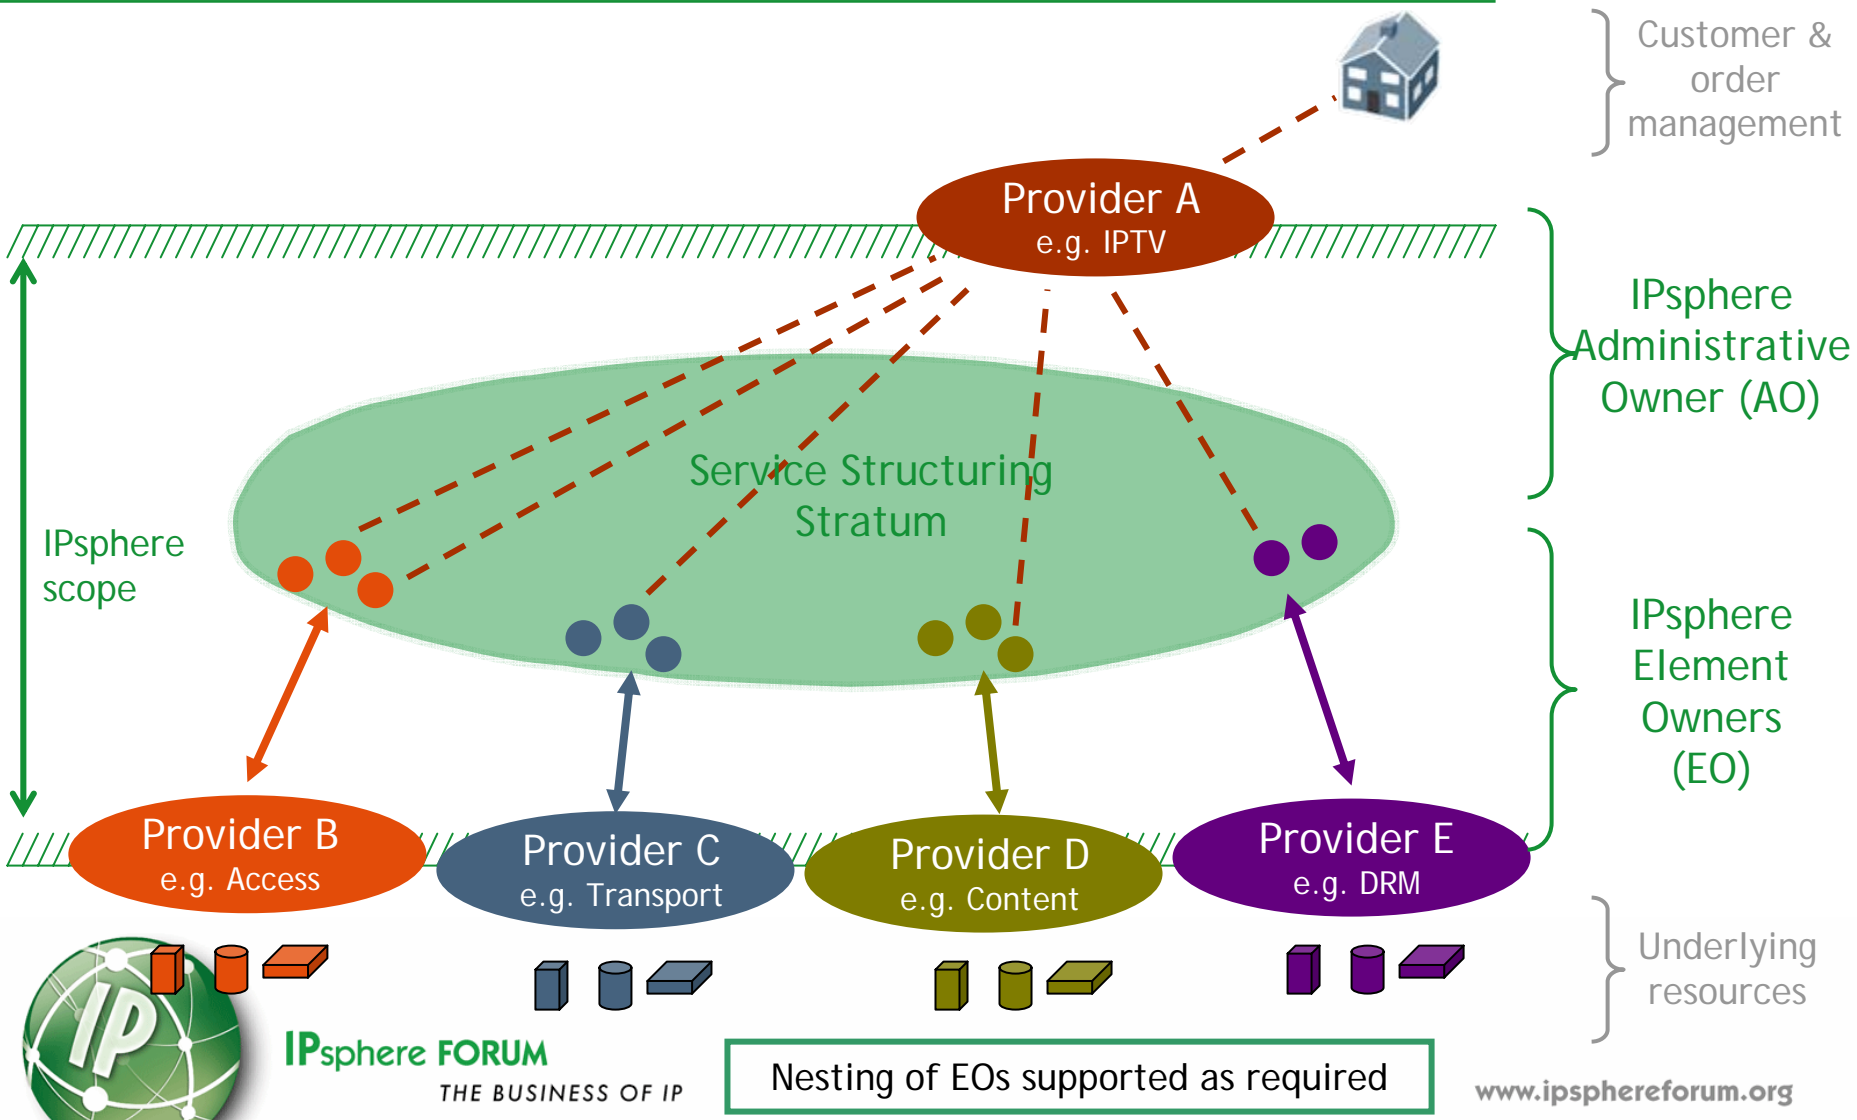 Customer &
order
management
Provider A
e.g. IPTV
IPsphere
Administrative
Owner (AO)
Service Structuring
Stratum
IPsphere
scope
IPsphere
Element
Owners
(EO)
Provider B
e.g. Access
Provider C
e.g. Transport
Provider D
e.g. Content
Provider E
e.g. DRM
Underlying
resources
IP
IPsphere FORUM
THE BUSINESS OF IP
Nesting of EOs supported as required
www.ipsphereforum.org